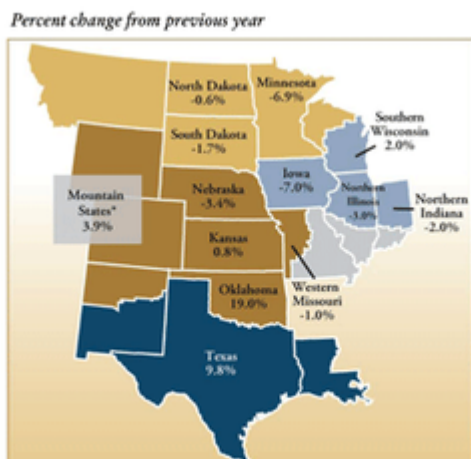 Percent change from previous year
North Dakota
-0.6%
Minnesota
-6.9%
South Dakota
-1.7%
Southern
Wisconsin
2.0%
Iowa
-7.0%
Nebraska
-3.4%
Mountain
States*
3.9%
Northern
Illinois
-3.0%
Northern
Indiana
-2.0%
Kansas
0.8%
Western
Missouri
-1.0%
Oklahoma
19.0%
Texas
9.8%